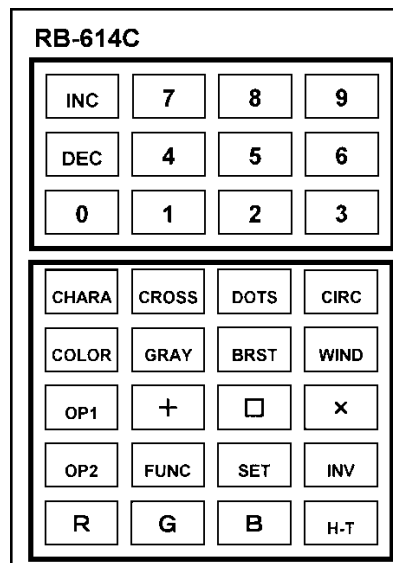 RB-614C
INC 7 8 9
DEC 4 5 6
0 1 2 3
CHARA CROSS DOTS CIRC
COLOR GRAY BRST WIND
OP1 + □ ×
OP2 FUNC SET INV
R G B H-T